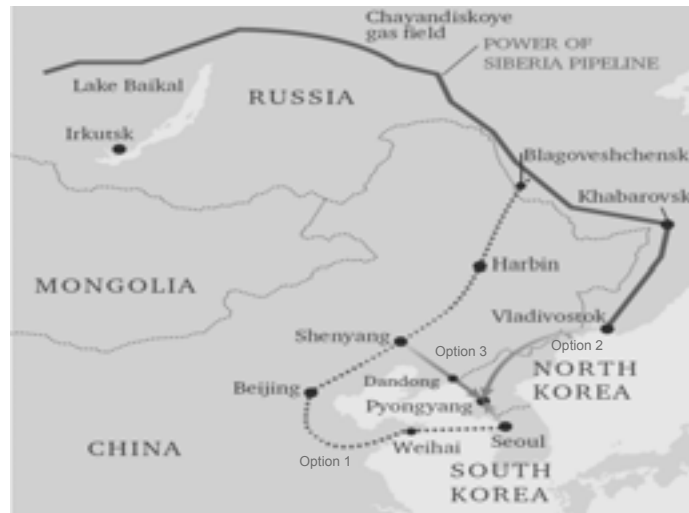 Chayandiskoye
gas field
POWER OF
SIBERIA PIPELINE
Lake Baikal
RUSSIA
Irkutsk
Blagoveshchensk
Khabarovsk
Harbin
MONGOLIA
Vladivostok
Shenyang
Option 3
Option 2
NORTH
KOREA
Dandong
Beijing
Pyongyang
CHINA
Weihai
Seoul
Option 1
SOUTH
KOREA